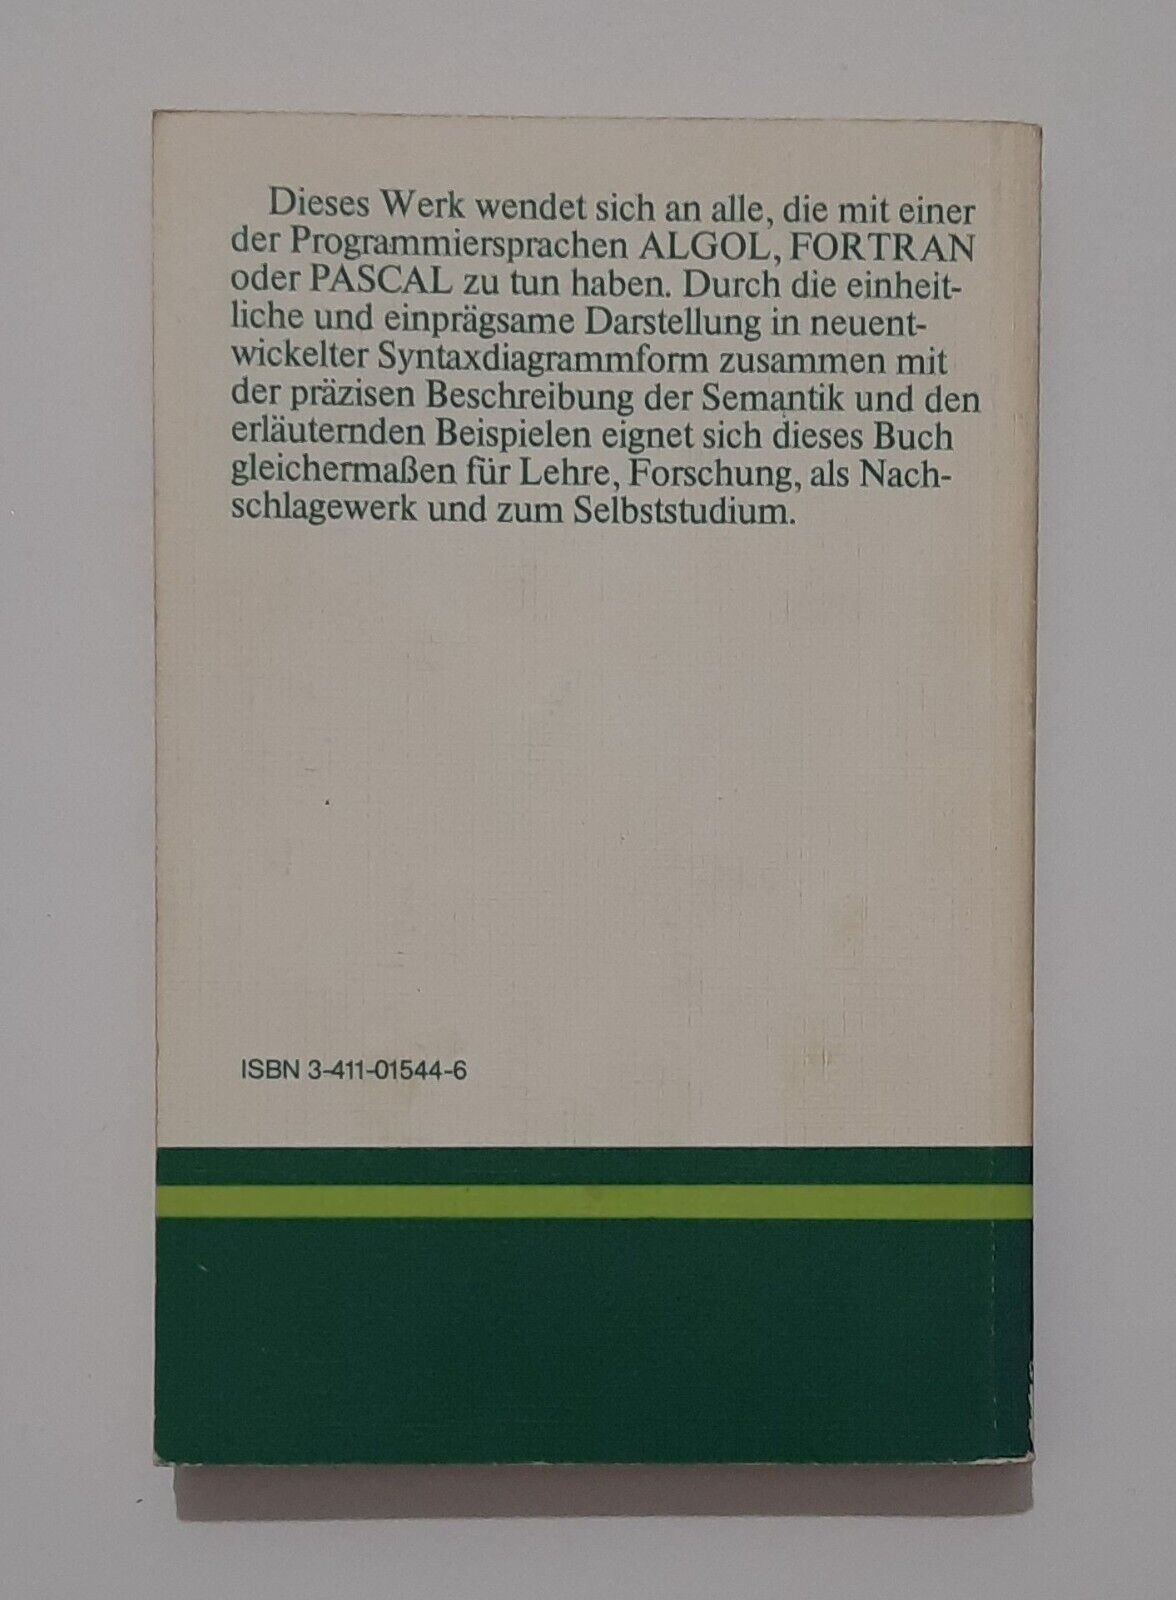 Dieses Werk wendet sich an alle, die mit einer
der Programmiersprachen ALGOL, FORTRAN
oder PASCAL zu tun haben. Durch die einheit-
liche und einprägsame Darstellung in neuent-
wickelter Syntaxdiagrammform zusammen mit
der präzisen Beschreibung der Semantik und den
erläuternden Beispielen eignet sich dieses Buch
gleichermaßen für Lehre, Forschung, als Nach-
schlagewerk und zum Selbststudium.
ISBN 3-411-01544-6